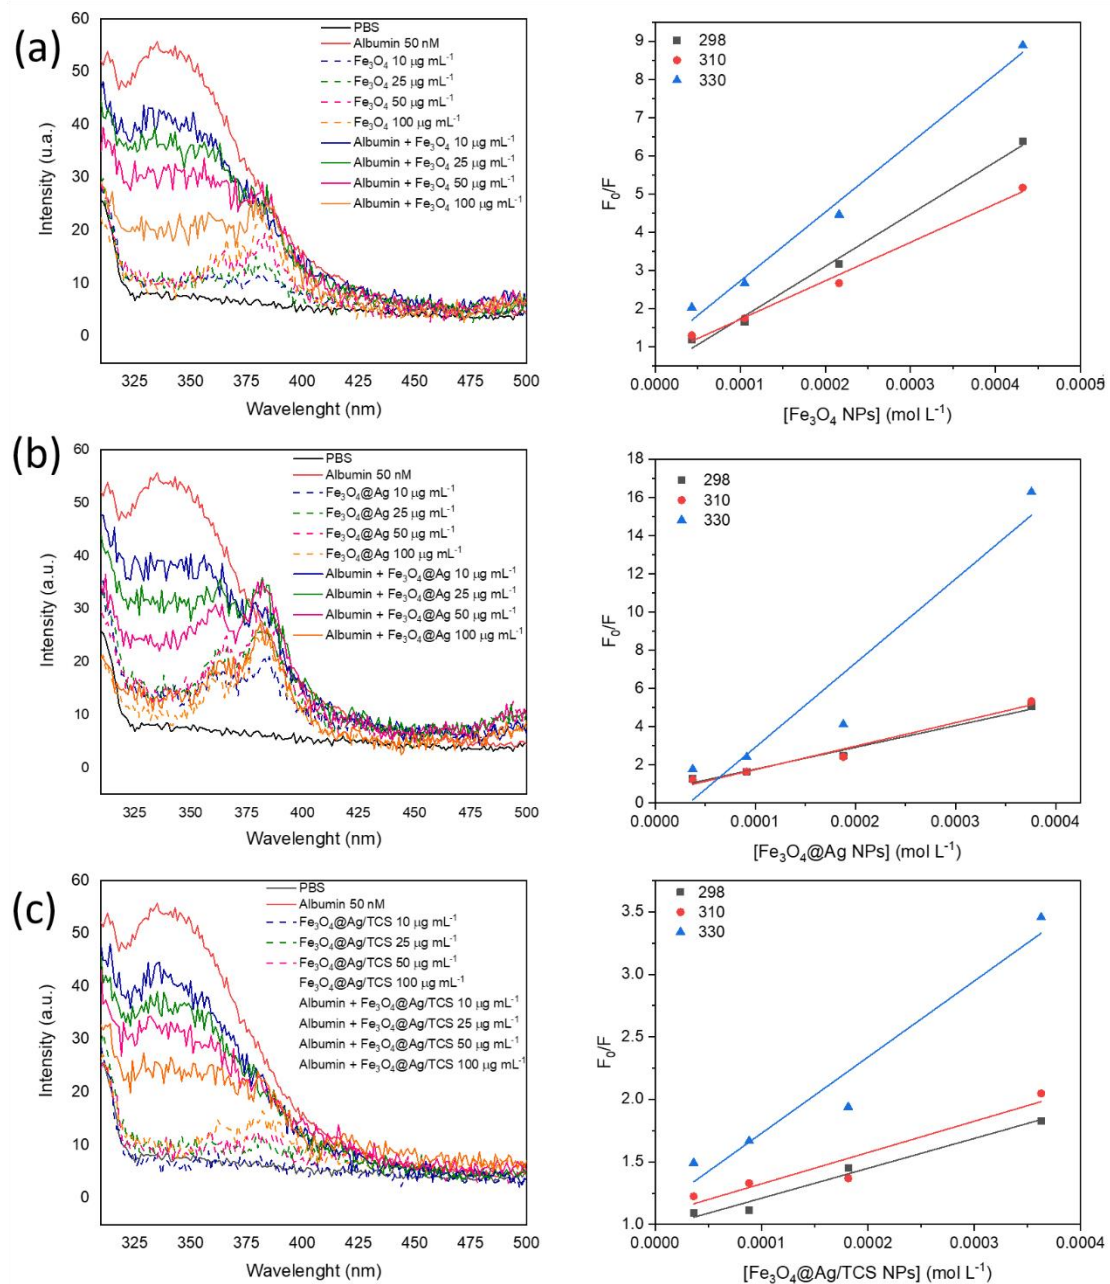 (a)
60
50
40
30
20
10
0
Intensity (u.a.)
PBS
Albumin 50 nM
Fe₃O₄ 10 μg mL⁻¹
Fe₃O₄ 25 μg mL⁻¹
Fe₃O₄ 50 μg mL⁻¹
Fe₃O₄ 100 μg mL⁻¹
Albumin + Fe₃O₄ 10 μg mL⁻¹
Albumin + Fe₃O₄ 25 μg mL⁻¹
Albumin + Fe₃O₄ 50 μg mL⁻¹
Albumin + Fe₃O₄ 100 μg mL⁻¹
325 350 375 400 425 450 475 500
Wavelenght (nm)
9
8
7
6
5
4
3
2
1
F₀/F
298
310
330
0.0000 0.0001 0.0002 0.0003 0.0004 0.0005
[Fe₃O₄ NPs] (mol L⁻¹)
(b)
60
50
40
30
20
10
0
Intensity (a.u.)
PBS
Albumin 50 nM
Fe₃O₄@Ag 10 μg mL⁻¹
Fe₃O₄@Ag 25 μg mL⁻¹
Fe₃O₄@Ag 50 μg mL⁻¹
Fe₃O₄@Ag 100 μg mL⁻¹
Albumin + Fe₃O₄@Ag 10 μg mL⁻¹
Albumin + Fe₃O₄@Ag 25 μg mL⁻¹
Albumin + Fe₃O₄@Ag 50 μg mL⁻¹
Albumin + Fe₃O₄@Ag 100 μg mL⁻¹
325 350 375 400 425 450 475 500
Wavelenght (nm)
18
16
14
12
10
8
6
4
2
0
F₀/F
298
310
330
0.0000 0.0001 0.0002 0.0003 0.0004
[Fe₃O₄@Ag NPs] (mol L⁻¹)
(c)
60
50
40
30
20
10
0
Intensity (a.u.)
PBS
Albumin 50 nM
Fe₃O₄@Ag/TCS 10 μg mL⁻¹
Fe₃O₄@Ag/TCS 25 μg mL⁻¹
Fe₃O₄@Ag/TCS 50 μg mL⁻¹
Fe₃O₄@Ag/TCS 100 μg mL⁻¹
Albumin + Fe₃O₄@Ag/TCS 10 μg mL⁻¹
Albumin + Fe₃O₄@Ag/TCS 25 μg mL⁻¹
Albumin + Fe₃O₄@Ag/TCS 50 μg mL⁻¹
Albumin + Fe₃O₄@Ag/TCS 100 μg mL⁻¹
325 350 375 400 425 450 475 500
Wavelenght (nm)
3.5
3.0
2.5
2.0
1.5
1.0
F₀/F
298
310
330
0.0000 0.0001 0.0002 0.0003 0.0004
[Fe₃O₄@Ag/TCS NPs] (mol L⁻¹)